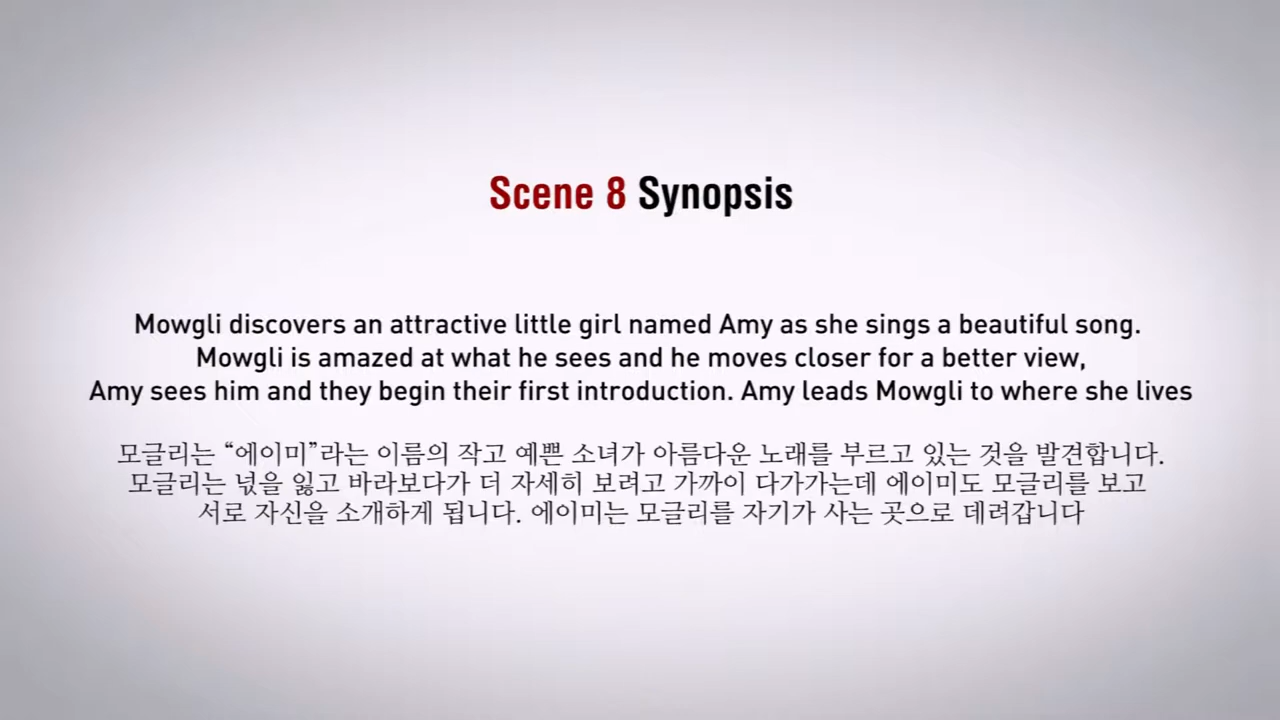 Scene 8 Synopsis
Mowgli discovers an attractive little girl named Amy as she sings a beautiful song.
Mowgli is amazed at what he sees and he moves closer for a better view,
Amy sees him and they begin their first introduction. Amy leads Mowgli to where she lives
모글리는 “에이미”라는 이름의 작고 예쁜 소녀가 아름다운 노래를 부르고 있는 것을 발견합니다.
모글리는 넋을 잃고 바라보다가 더 자세히 보려고 가까이 다가가는데 에이미도 모글리를 보고
서로 자신을 소개하게 됩니다. 에이미는 모글리를 자기가 사는 곳으로 데려갑니다